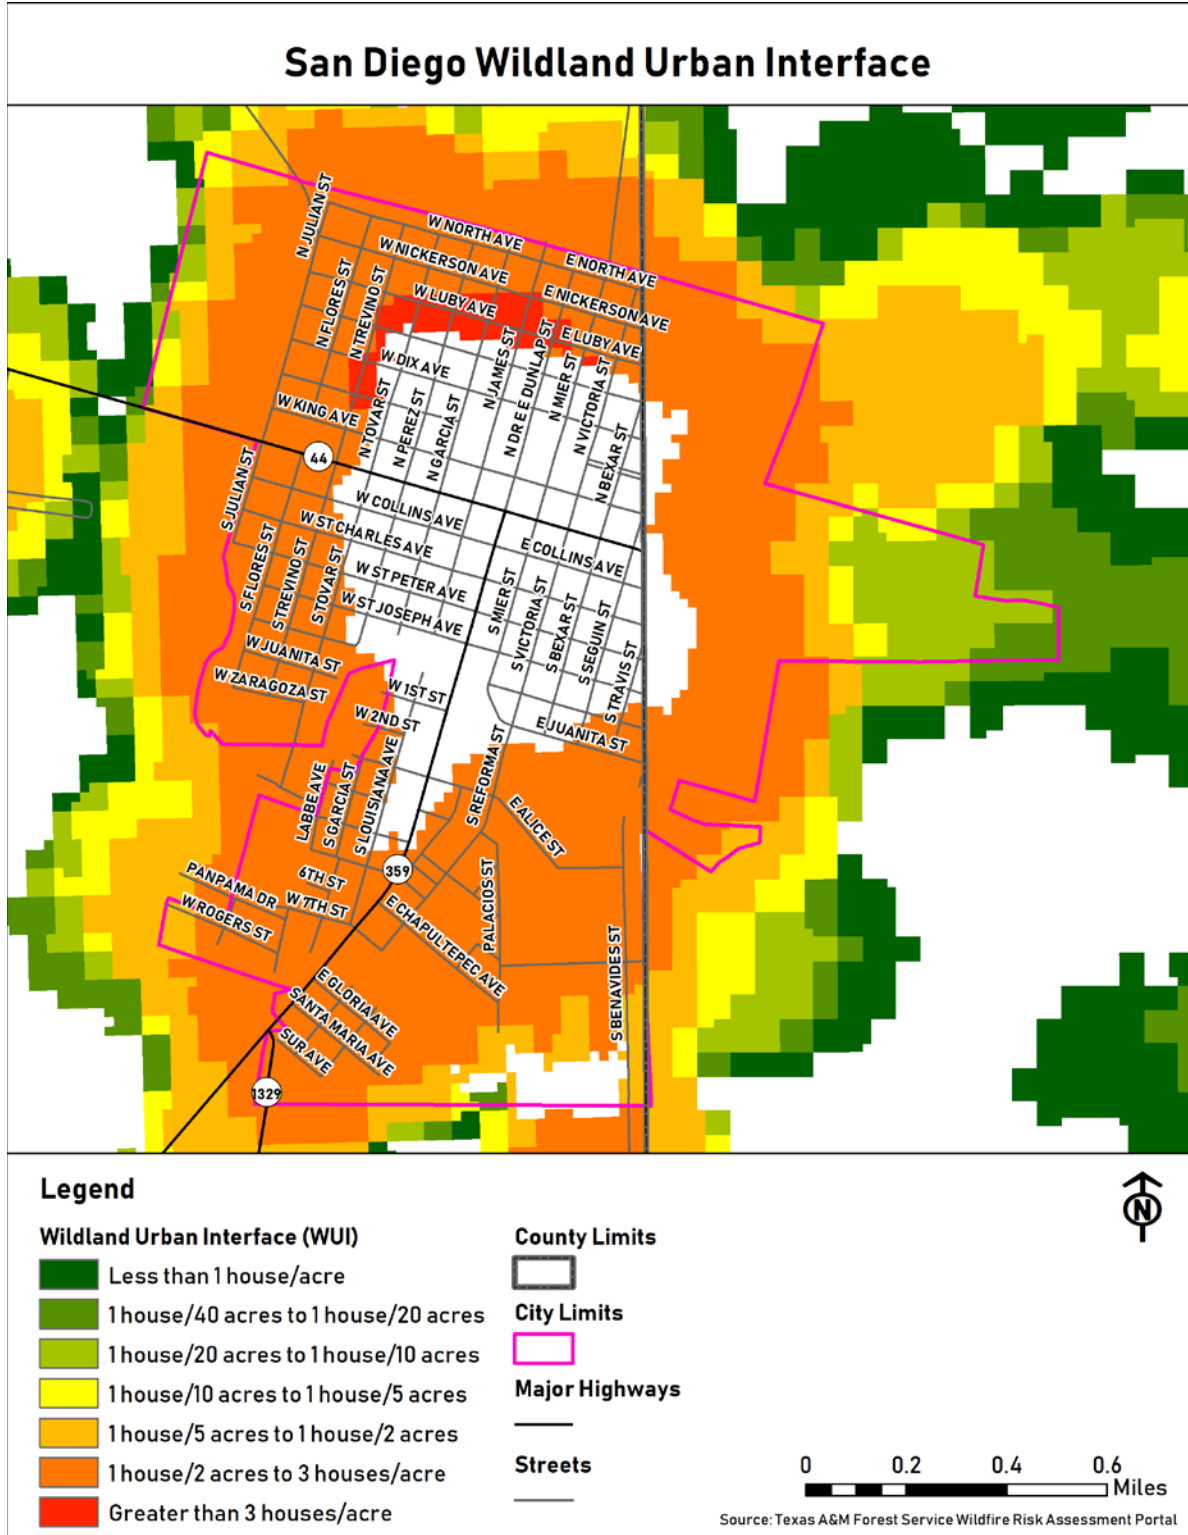 San Diego Wildland Urban Interface
N JULIAN ST
W NORTH AVE
W NICKERSON AVE
E NORTH AVE
N FLORES ST
N TREVINO ST
W LUBY AVE
E NICKERSON AVE
E LUBY AVE
W DIX AVE
N JAMES ST
N DR E E DUNLAP ST
N MIER ST
N VICTORIA ST
W KING AVE
N TOVAR ST
N PEREZ ST
N GARCIA ST
N BEXAR ST
44
S JULIAN ST
W COLLINS AVE
W ST CHARLES AVE
E COLLINS AVE
S FLORES ST
S TREVINO ST
S TOVAR ST
W ST PETER AVE
W ST JOSEPH AVE
S MIER ST
S VICTORIA ST
S BEXAR ST
S SEGUIN ST
S TRAVIS ST
W JUANITA ST
W ZARAGOZA ST
W 1ST ST
W 2ND ST
E JUANITA ST
LABBE AVE
S GARCIA ST
S LOUISIANA AVE
S REFORMA ST
E ALICE ST
359
6TH ST
PANPAMA DR
W 7TH ST
W ROGERS ST
E CHAPULTEPEC AVE
PALACIOS ST
S BENAVIDES ST
E GLORIA AVE
SANTA MARIA AVE
SUR AVE
1329
Legend
Wildland Urban Interface (WUI)
Less than 1 house/acre
1 house/40 acres to 1 house/20 acres
1 house/20 acres to 1 house/10 acres
1 house/10 acres to 1 house/5 acres
1 house/5 acres to 1 house/2 acres
1 house/2 acres to 3 houses/acre
Greater than 3 houses/acre
County Limits
City Limits
Major Highways
Streets
N
0 0.2 0.4 0.6
Miles
Source: Texas A&M Forest Service Wildfire Risk Assessment Portal